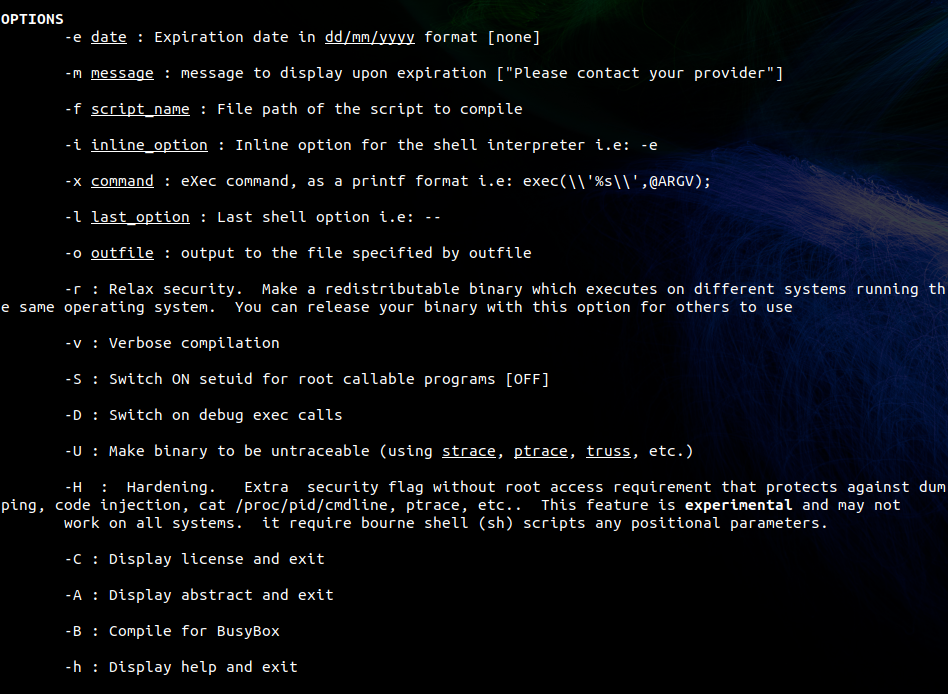 OPTIONS
-e date : Expiration date in dd/mm/yyyy format [none]
-m message : message to display upon expiration ["Please contact your provider"]
-f script_name : File path of the script to compile
-i inline_option : Inline option for the shell interpreter i.e: -e
-x command : eXec command, as a printf format i.e: exec(\\'%s\\',@ARGV);
-l last_option : Last shell option i.e: --
-o outfile : output to the file specified by outfile
-r : Relax security.  Make a redistributable binary which executes on different systems running th
e same operating system.  You can release your binary with this option for others to use
-v : Verbose compilation
-S : Switch ON setuid for root callable programs [OFF]
-D : Switch on debug exec calls
-U : Make binary to be untraceable (using strace, ptrace, truss, etc.)
-H  :  Hardening.   Extra  security flag without root access requirement that protects against dum
ping, code injection, cat /proc/pid/cmdline, ptrace, etc..  This feature is experimental and may not
work on all systems.  it require bourne shell (sh) scripts any positional parameters.
-C : Display license and exit
-A : Display abstract and exit
-B : Compile for BusyBox
-h : Display help and exit